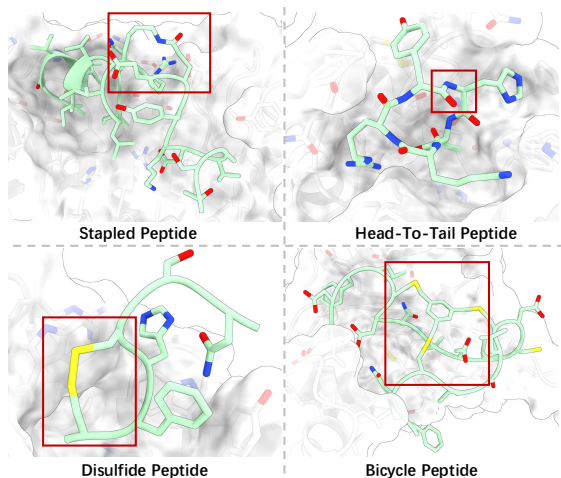 Stapled Peptide
Head-To-Tail Peptide
Disulfide Peptide
Bicycle Peptide